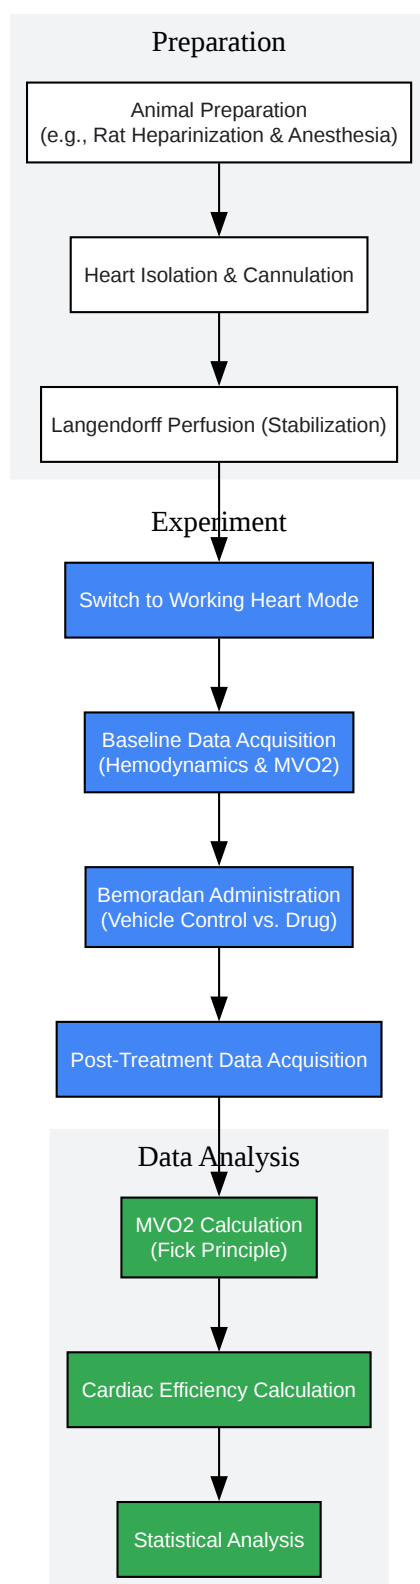 Preparation
Animal Preparation
(e.g., Rat Heparinization & Anesthesia)
Heart Isolation & Cannulation
Langendorff Perfusion (Stabilization)
Experiment
Switch to Working Heart Mode
Baseline Data Acquisition
(Hemodynamics & MVO2)
Bemoradan Administration
(Vehicle Control vs. Drug)
Post-Treatment Data Acquisition
Data Analysis
MVO2 Calculation
(Fick Principle)
Cardiac Efficiency Calculation
Statistical Analysis